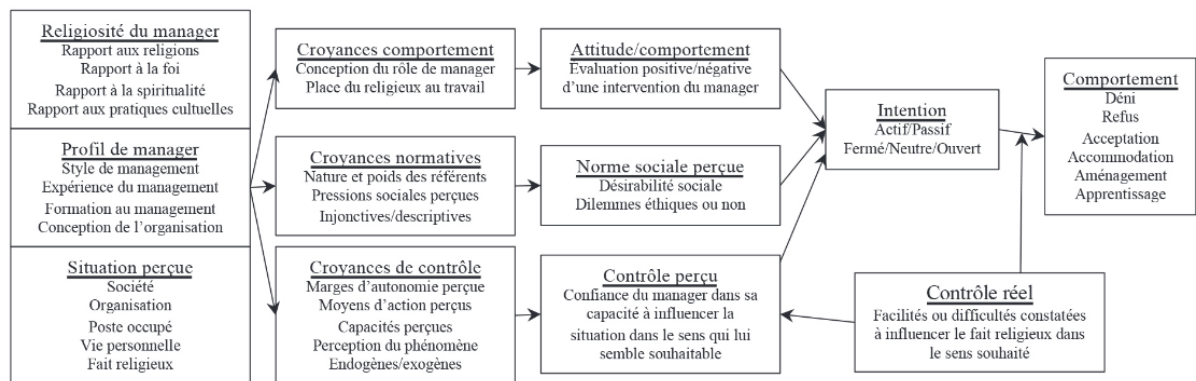 Religiosité du manager
Rapport aux religions
Rapport à la foi
Rapport à la spiritualité
Rapport aux pratiques cultuelles
Profil de manager
Style de management
Expérience du management
Formation au management
Conception de l'organisation
Situation perçue
Société
Organisation
Poste occupé
Vie personnelle
Fait religieux
Croyances comportement
Conception du rôle de manager
Place du religieux au travail
Croyances normatives
Nature et poids des référents
Pressions sociales perçues
Injonctives/descriptives
Croyances de contrôle
Marges d'autonomie perçue
Moyens d'action perçus
Capacités perçues
Perception du phénomène
Endogènes/exogènes
Attitude/comportement
Evaluation positive/négative
d'une intervention du manager
Norme sociale perçue
Désirabilité sociale
Dilemmes éthiques ou non
Contrôle perçu
Confiance du manager dans sa
capacité à influencer la
situation dans le sens qui lui
semble souhaitable
Intention
Actif/Passif
Fermé/Neutre/Ouvert
Comportement
Déni
Refus
Acceptation
Accommodation
Aménagement
Apprentissage
Contrôle réel
Facilités ou difficultés constatées
à influencer le fait religieux dans
le sens souhaité